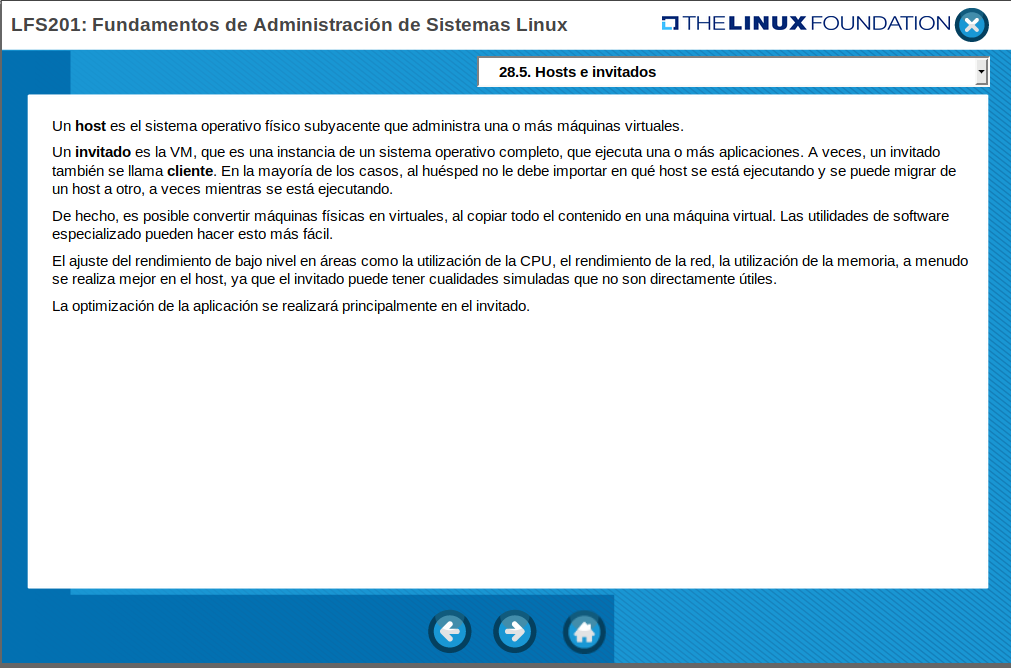 LFS201: Fundamentos de Administración de Sistemas Linux
THE LINUX FOUNDATION
28.5. Hosts e invitados
Un host es el sistema operativo físico subyacente que administra una o más máquinas virtuales.
Un invitado es la VM, que es una instancia de un sistema operativo completo, que ejecuta una o más aplicaciones. A veces, un invitado
también se llama cliente. En la mayoría de los casos, al huésped no le debe importar en qué host se está ejecutando y se puede migrar de
un host a otro, a veces mientras se está ejecutando.
De hecho, es posible convertir máquinas físicas en virtuales, al copiar todo el contenido en una máquina virtual. Las utilidades de software
especializado pueden hacer esto más fácil.
El ajuste del rendimiento de bajo nivel en áreas como la utilización de la CPU, el rendimiento de la red, la utilización de la memoria, a menudo
se realiza mejor en el host, ya que el invitado puede tener cualidades simuladas que no son directamente útiles.
La optimización de la aplicación se realizará principalmente en el invitado.